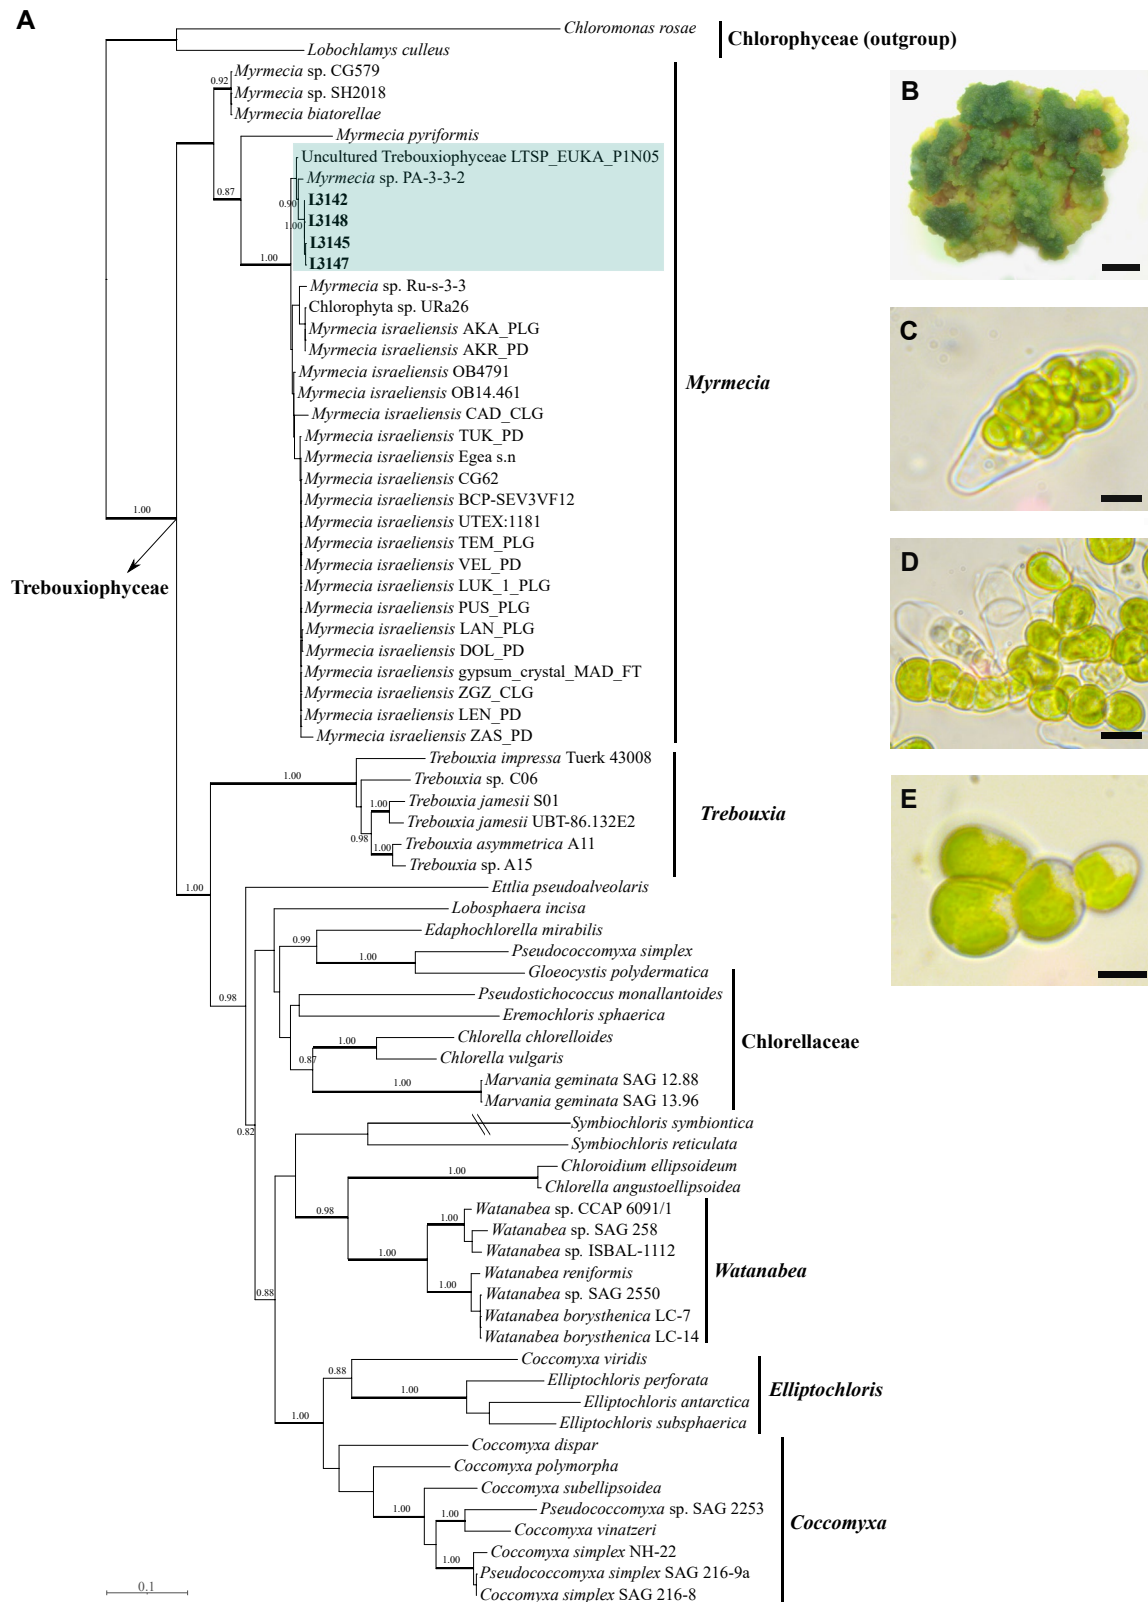 A
Chloromonas rosae
Chlorophyceae (outgroup)
Lobochlamys culleus
Myrmecia sp. CG579
0.92
Myrmecia sp. SH2018
Myrmecia biatorellae
Myrmecia pyriformis
Uncultured Trebouxiophyceae LTSP_EUKA_P1N05
Myrmecia sp. PA-3-3-2
0.87
0.90
L3142
L3148
1.00
L3145
L3147
1.00
Myrmecia sp. Ru-s-3-3
Chlorophyta sp. URa26
Myrmecia israeliensis AKA_PLG
Myrmecia israeliensis AKR_PD
Myrmecia israeliensis OB4791
Myrmecia
Myrmecia israeliensis OB14.461
Myrmecia israeliensis CAD_CLG
Myrmecia israeliensis TUK_PD
Myrmecia israeliensis Egea s.n
Myrmecia israeliensis CG62
Myrmecia israeliensis BCP-SEV3VF12
1.00
Myrmecia israeliensis UTEX:1181
Myrmecia israeliensis TEM_PLG
Myrmecia israeliensis VEL_PD
Trebouxiophyceae
Myrmecia israeliensis LUK_1_PLG
Myrmecia israeliensis PUS_PLG
Myrmecia israeliensis LAN_PLG
Myrmecia israeliensis DOL_PD
Myrmecia israeliensis gypsum_crystal_MAD_FT
Myrmecia israeliensis ZGZ_CLG
Myrmecia israeliensis LEN_PD
Myrmecia israeliensis ZAS_PD
Trebouxia impressa Tuerk 43008
1.00
Trebouxia sp. C06
1.00
Trebouxia jamesii S01
Trebouxia
Trebouxia jamesii UBT-86.132E2
0.98
1.00
Trebouxia asymmetrica A11
Trebouxia sp. A15
1.00
Ettlia pseudoalveolaris
Lobosphaera incisa
Edaphochlorella mirabilis
0.99
Pseudococcomyxa simplex
1.00
Gloeocystis polydermatica
0.98
Pseudostichococcus monallantoides
Eremochloris sphaerica
Chlorella chlorelloides
1.00
Chlorellaceae
0.87
Chlorella vulgaris
1.00
Marvania geminata SAG 12.88
Marvania geminata SAG 13.96
Symbiochloris symbiontica
0.82
Symbiochloris reticulata
Chloroidium ellipsoideum
1.00
Chlorella angustoellipsoidea
0.98
Watanabea sp. CCAP 6091/1
1.00
Watanabea sp. SAG 258
1.00
Watanabea sp. ISBAL-1112
Watanabea
Watanabea reniformis
1.00
0.88
Watanabea sp. SAG 2550
Watanabea borysthenica LC-7
Watanabea borysthenica LC-14
Coccomyxa viridis
0.88
Elliptochloris perforata
1.00
Elliptochloris
Elliptochloris antarctica
1.00
Elliptochloris subsphaerica
Coccomyxa dispar
Coccomyxa polymorpha
Coccomyxa subellipsoidea
1.00
1.00
Pseudococcomyxa sp. SAG 2253
Coccomyxa
Coccomyxa vinatzeri
Coccomyxa simplex NH-22
1.00
Pseudococcomyxa simplex SAG 216-9a
Coccomyxa simplex SAG 216-8
0.1
B
C
D
E